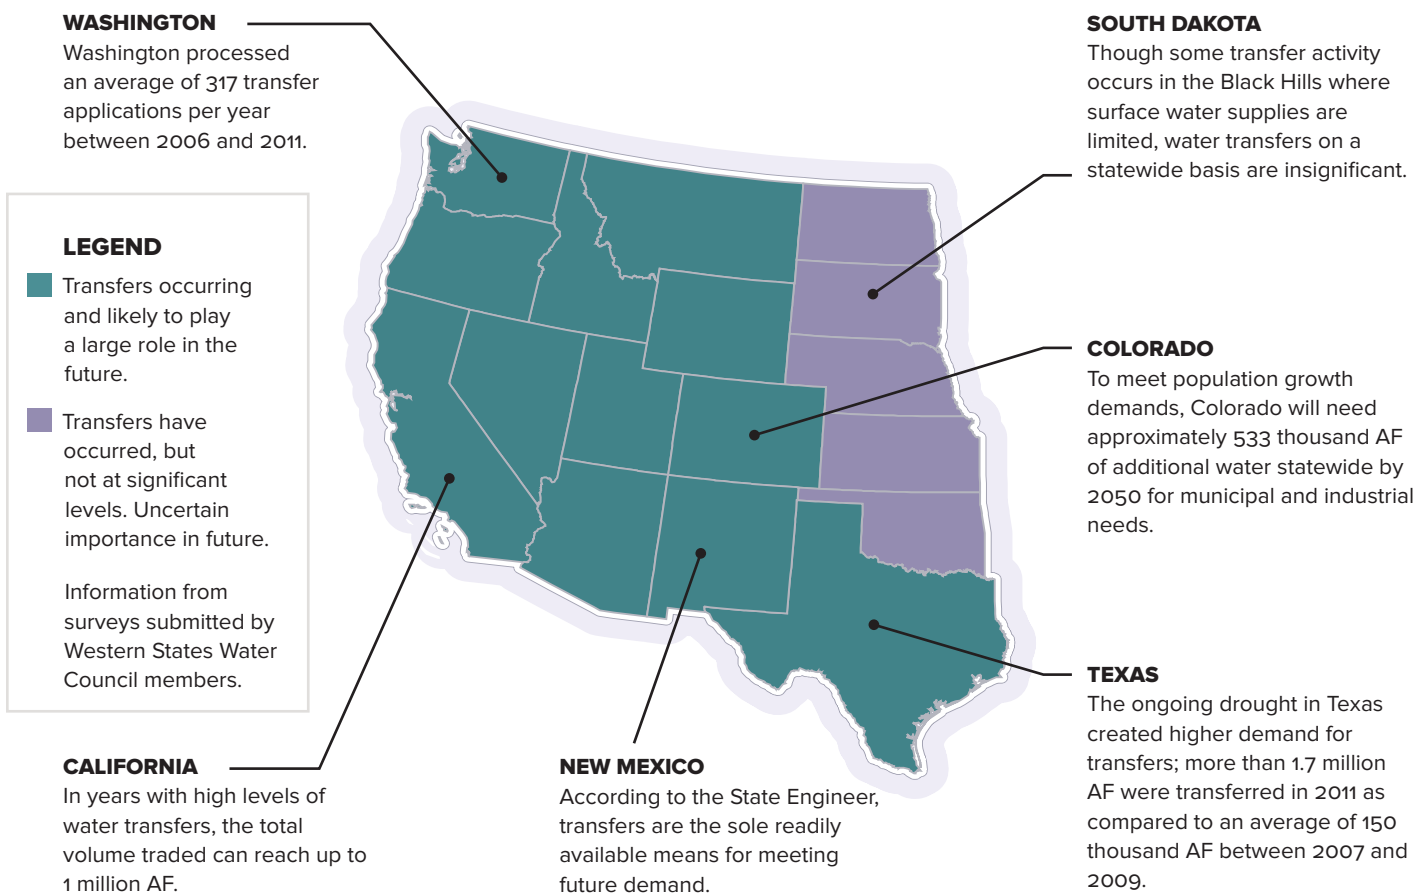 WASHINGTON
Washington processed
an average of 317 transfer
applications per year
between 2006 and 2011.
SOUTH DAKOTA
Though some transfer activity
occurs in the Black Hills where
surface water supplies are
limited, water transfers on a
statewide basis are insignificant.
LEGEND
Transfers occurring
and likely to play
a large role in the
future.
Transfers have
occurred, but
not at significant
levels. Uncertain
importance in future.
Information from
surveys submitted by
Western States Water
Council members.
COLORADO
To meet population growth
demands, Colorado will need
approximately 533 thousand AF
of additional water statewide by
2050 for municipal and industrial
needs.
CALIFORNIA
In years with high levels of
water transfers, the total
volume traded can reach up to
1 million AF.
NEW MEXICO
According to the State Engineer,
transfers are the sole readily
available means for meeting
future demand.
TEXAS
The ongoing drought in Texas
created higher demand for
transfers; more than 1.7 million
AF were transferred in 2011 as
compared to an average of 150
thousand AF between 2007 and
2009.